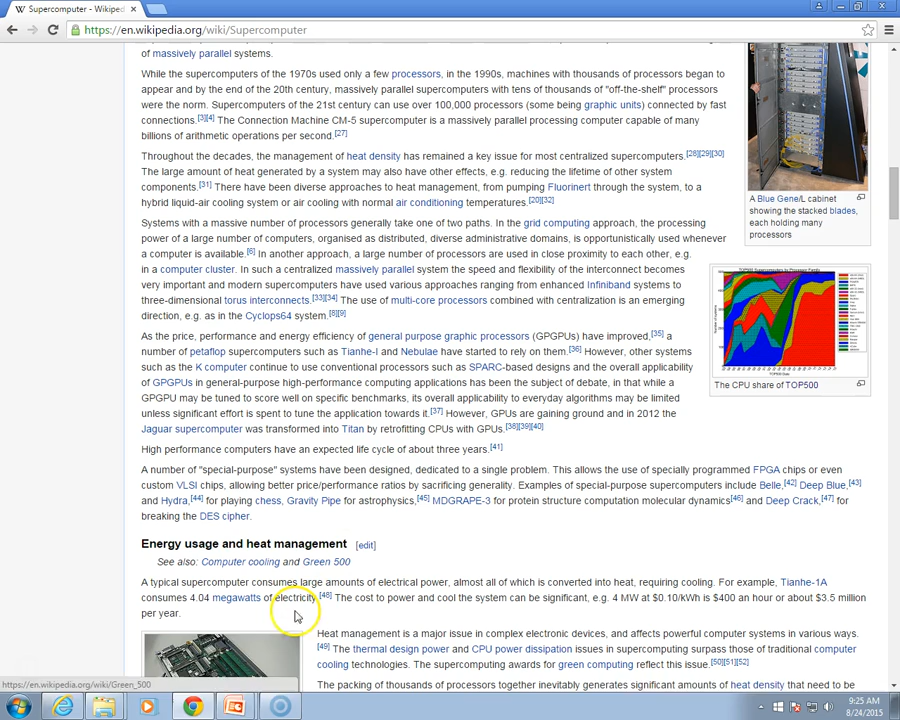 Supercomputer - Wikiped
https://en.wikipedia.org/wiki/Supercomputer
of massively parallel systems.
While the supercomputers of the 1970s used only a few processors, in the 1990s, machines with thousands of processors began to
appear and by the end of the 20th century, massively parallel supercomputers with tens of thousands of "off-the-shelf" processors
were the norm. Supercomputers of the 21st century can use over 100,000 processors (some being graphic units) connected by fast
connections.[3][4] The Connection Machine CM-5 supercomputer is a massively parallel processing computer capable of many
billions of arithmetic operations per second.[27]
Throughout the decades, the management of heat density has remained a key issue for most centralized supercomputers.[28][29][30]
The large amount of heat generated by a system may also have other effects, e.g. reducing the lifetime of other system
components.[31] There have been diverse approaches to heat management, from pumping Fluorinert through the system, to a
hybrid liquid-air cooling system or air cooling with normal air conditioning temperatures.[20][32]
A Blue Gene/L cabinet
showing the stacked blades,
each holding many
processors
Systems with a massive number of processors generally take one of two paths. In the grid computing approach, the processing
power of a large number of computers, organised as distributed, diverse administrative domains, is opportunistically used whenever
a computer is available.[6] In another approach, a large number of processors are used in close proximity to each other, e.g.
in a computer cluster. In such a centralized massively parallel system the speed and flexibility of the interconnect becomes
very important and modern supercomputers have used various approaches ranging from enhanced Infiniband systems to
three-dimensional torus interconnects.[33][34] The use of multi-core processors combined with centralization is an emerging
direction, e.g. as in the Cyclops64 system.[8][9]
TOP500 Supercomputers by Processor Family
The CPU share of TOP500
As the price, performance and energy efficiency of general purpose graphic processors (GPGPUs) have improved,[35] a
number of petaflop supercomputers such as Tianhe-I and Nebulae have started to rely on them.[36] However, other systems
such as the K computer continue to use conventional processors such as SPARC-based designs and the overall applicability
of GPGPUs in general-purpose high-performance computing applications has been the subject of debate, in that while a
GPGPU may be tuned to score well on specific benchmarks, its overall applicability to everyday algorithms may be limited
unless significant effort is spent to tune the application towards it.[37] However, GPUs are gaining ground and in 2012 the
Jaguar supercomputer was transformed into Titan by retrofitting CPUs with GPUs.[38][39][40]
High performance computers have an expected life cycle of about three years.[41]
A number of "special-purpose" systems have been designed, dedicated to a single problem. This allows the use of specially programmed FPGA chips or even
custom VLSI chips, allowing better price/performance ratios by sacrificing generality. Examples of special-purpose supercomputers include Belle,[42] Deep Blue,[43]
and Hydra,[44] for playing chess, Gravity Pipe for astrophysics,[45] MDGRAPE-3 for protein structure computation molecular dynamics[46] and Deep Crack,[47] for
breaking the DES cipher.
Energy usage and heat management [edit]
See also: Computer cooling and Green 500
A typical supercomputer consumes large amounts of electrical power, almost all of which is converted into heat, requiring cooling. For example, Tianhe-1A
consumes 4.04 megawatts of electricity.[48] The cost to power and cool the system can be significant, e.g. 4 MW at $0.10/kWh is $400 an hour or about $3.5 million
per year.
Heat management is a major issue in complex electronic devices, and affects powerful computer systems in various ways.
[49] The thermal design power and CPU power dissipation issues in supercomputing surpass those of traditional computer
cooling technologies. The supercomputing awards for green computing reflect this issue.[50][51][52]
The packing of thousands of processors together inevitably generates significant amounts of heat density that need to be
https://en.wikipedia.org/wiki/Green_500
9:25 AM
8/24/2015